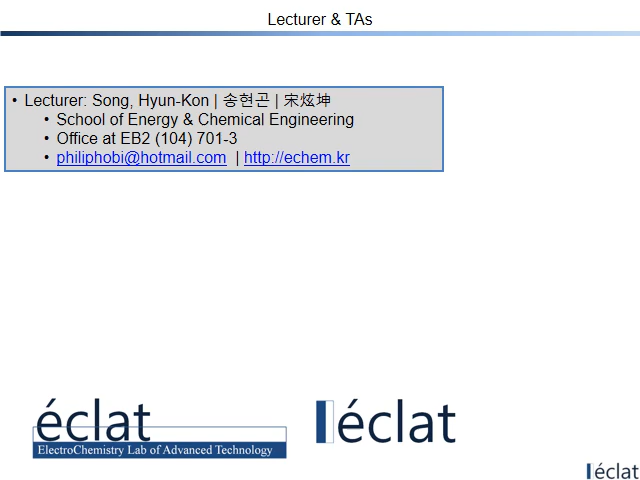 Lecturer & TAs
• Lecturer: Song, Hyun-Kon | 송현곤 | 宋炫坤
• School of Energy & Chemical Engineering
• Office at EB2 (104) 701-3
• philiphobi@hotmail.com | http://echem.kr
éclat
ElectroChemistry Lab of Advanced Technology
éclat
éclat